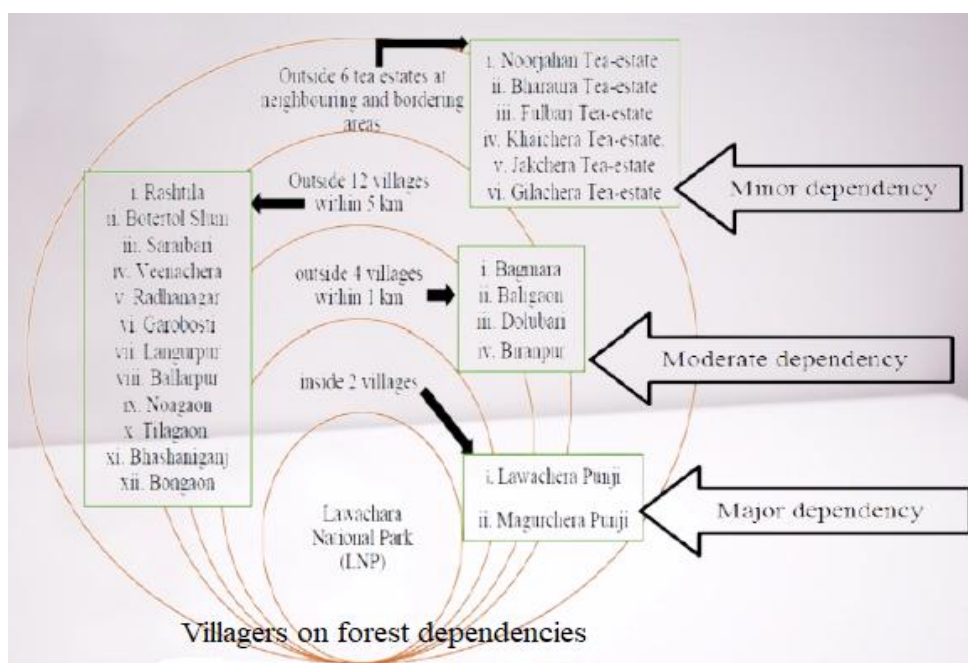 Outside 6 tea estates at
neighbouring and bordering
areas
i. Noorjahan Tea-estate
ii. Bharaura Tea-estate
iii. Fulbari Tea-estate
iv. Khaichera Tea-estate.
v. Jakchera Tea-estate
vi. Gilachera Tea-estate
Minor dependency
Outside 12 villages
within 5 km
i. Rashtila
ii. Botertol
iii. Saraibari
iv. Veenachera
v. Radhanagar
vi. Garobosti
vii. Langurpur
viii. Ballarpur
ix. Noagaon
x. Tilagaon
xi. Bhashaniganj
xii. Bongaon
outside 4 villages
within 1 km
i. Bagmara
ii. Baligaon
iii. Dolubari
iv. Biranpur
Moderate dependency
inside 2 villages
i. Lawachera Punji
ii. Magurchera Punji
Major dependency
Lawachara
National Park
(LNP)
Villagers on forest dependencies